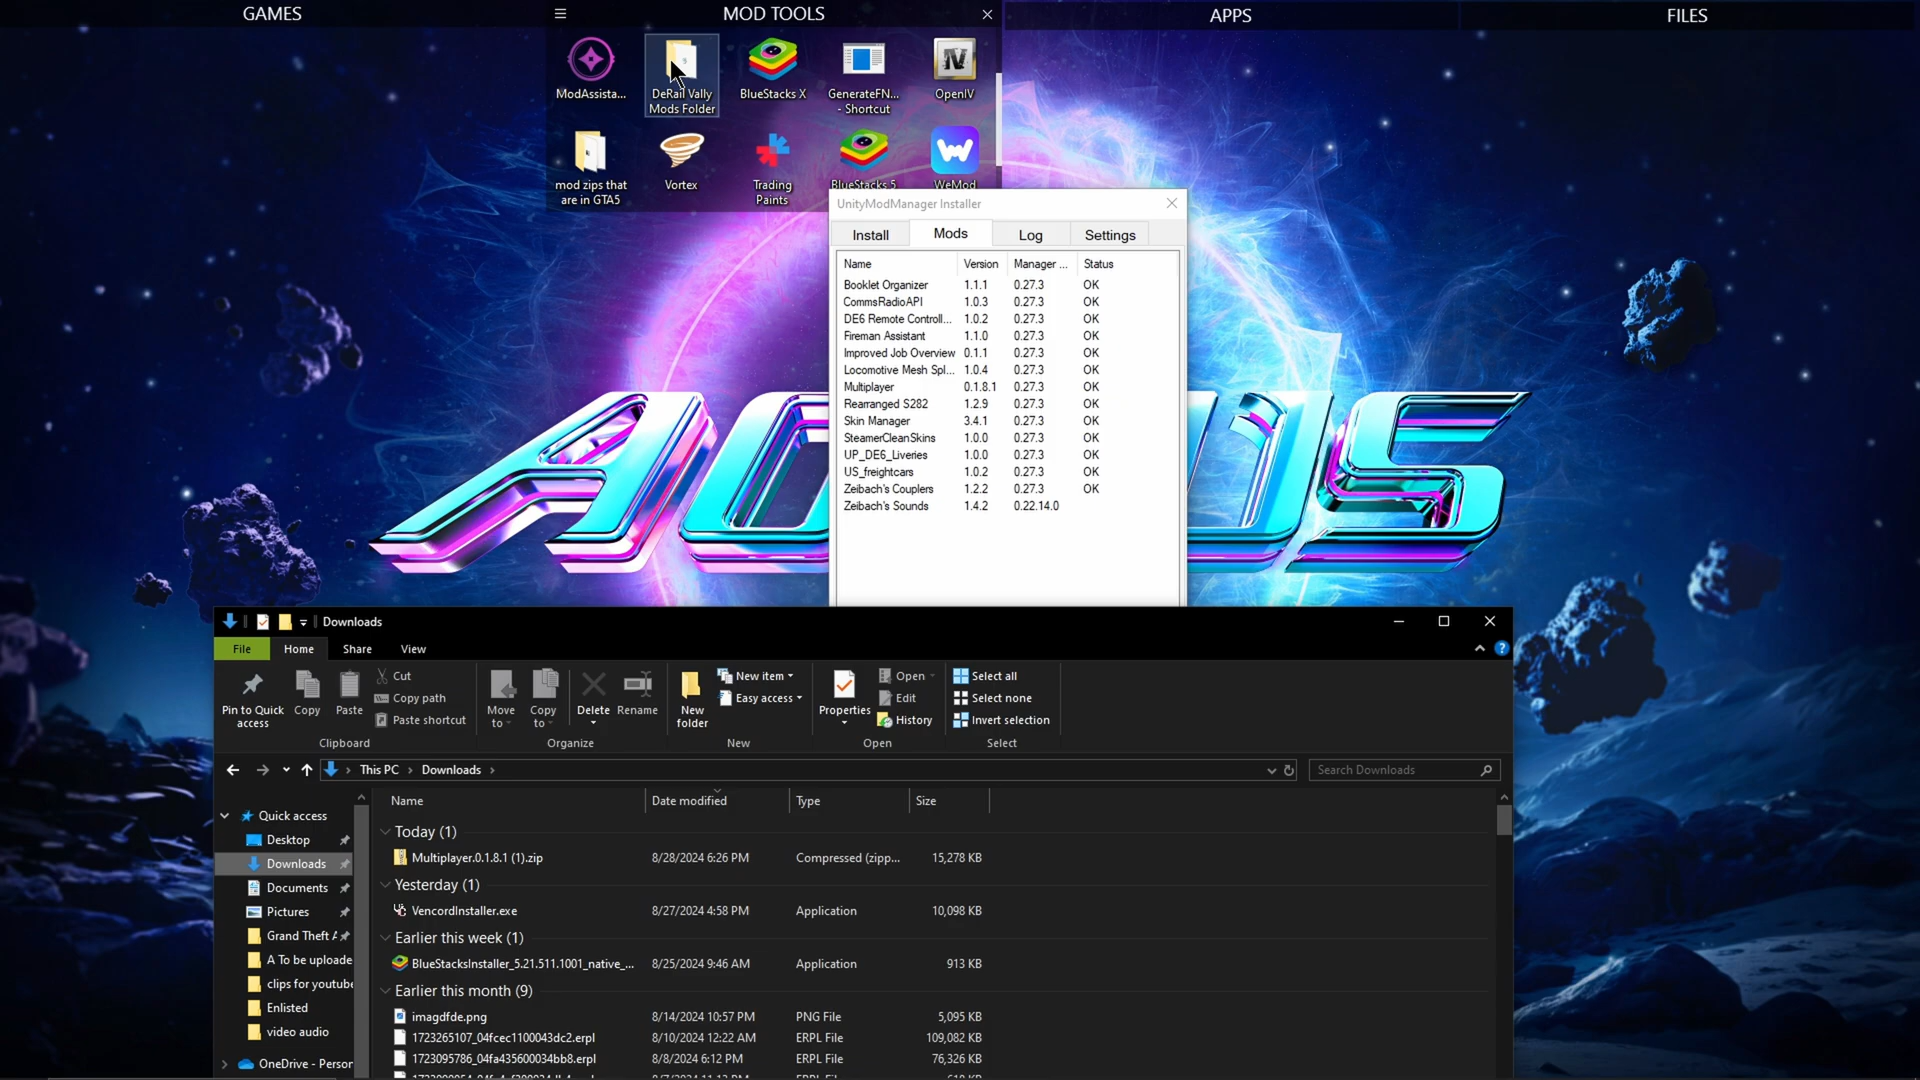 GAMES
MOD TOOLS
APPS
FILES
ModAssista...
DeRail Vally
Mods Folder
BlueStacks X
GenerateFN...
- Shortcut
OpenIV
mod zips that
are in GTA5
Vortex
Trading
Paints
BlueStacks 5
WeMod
UnityModManager Installer
Install
Mods
Log
Settings
Name Version Manager ... Status
Booklet Organizer 1.1.1 0.27.3 OK
CommsRadioAPI 1.0.3 0.27.3 OK
DE6 Remote Controll... 1.0.2 0.27.3 OK
Fireman Assistant 1.1.0 0.27.3 OK
Improved Job Overview 0.1.1 0.27.3 OK
Locomotive Mesh Spl... 1.0.4 0.27.3 OK
Multiplayer 0.1.8.1 0.27.3 OK
Rearranged S282 1.2.9 0.27.3 OK
Skin Manager 3.4.1 0.27.3 OK
SteamerCleanSkins 1.0.0 0.27.3 OK
UP_DE6_Liveries 1.0.0 0.27.3 OK
US_freightcars 1.0.2 0.27.3 OK
Zeibach's Couplers 1.2.2 0.27.3 OK
Zeibach's Sounds 1.4.2 0.22.14.0
Downloads
File Home Share View
Pin to Quick
access
Copy
Paste
Cut
Copy path
Paste shortcut
Clipboard
Move
to
Copy
to
Delete
Rename
Organize
New
folder
New item
Easy access
New
Properties
Open
Edit
History
Open
Select all
Select none
Invert selection
Select
This PC > Downloads >
Search Downloads
Quick access
Desktop
Downloads
Documents
Pictures
Grand Theft A
A To be uploade
clips for youtube
Enlisted
video audio
OneDrive - Person
Name Date modified Type Size
Today (1)
Multiplayer.0.1.8.1 (1).zip 8/28/2024 6:26 PM Compressed (zipp... 15,278 KB
Yesterday (1)
VencordInstaller.exe 8/27/2024 4:58 PM Application 10,098 KB
Earlier this week (1)
BlueStacksInstaller_5.21.511.1001_native_... 8/25/2024 9:46 AM Application 913 KB
Earlier this month (9)
imagdfde.png 8/14/2024 10:57 PM PNG File 5,095 KB
1723265107_04fcec1100043dc2.erpl 8/10/2024 12:22 AM ERPL File 109,082 KB
1723095786_04fa435600034bb8.erpl 8/8/2024 6:12 PM ERPL File 76,326 KB